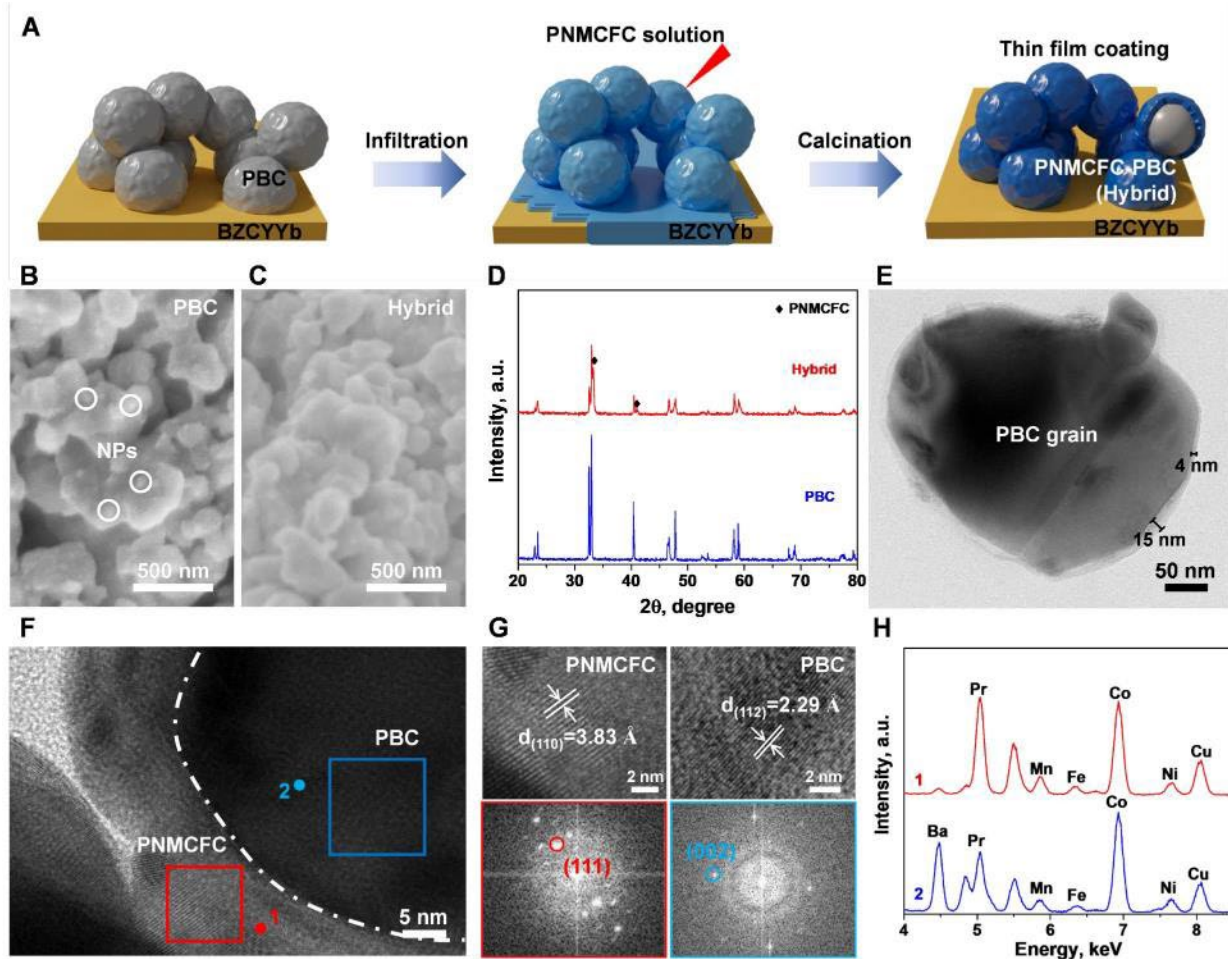 A
PNMCFC solution
Thin film coating
Infiltration
Calcination
PBC
BZCYYb
BZCYYb
PNMCFC-PBC
(Hybrid)
BZCYYb
B
PBC
NPs
500 nm
C
Hybrid
500 nm
D
◆ PNMCFC
Hybrid
PBC
Intensity, a.u.
20 30 40 50 60 70 80
2θ, degree
E
PBC grain
4 nm
15 nm
50 nm
F
PBC
2
PNMCFC
1
5 nm
G
PNMCFC
d(110)=3.83 Å
2 nm
PBC
d(112)=2.29 Å
2 nm
(111)
(002)
H
Pr
Co
Mn
Fe
Ni
Cu
1
Ba
Pr
Co
Mn
Fe
Ni
Cu
2
Intensity, a.u.
4 5 6 7 8
Energy, keV